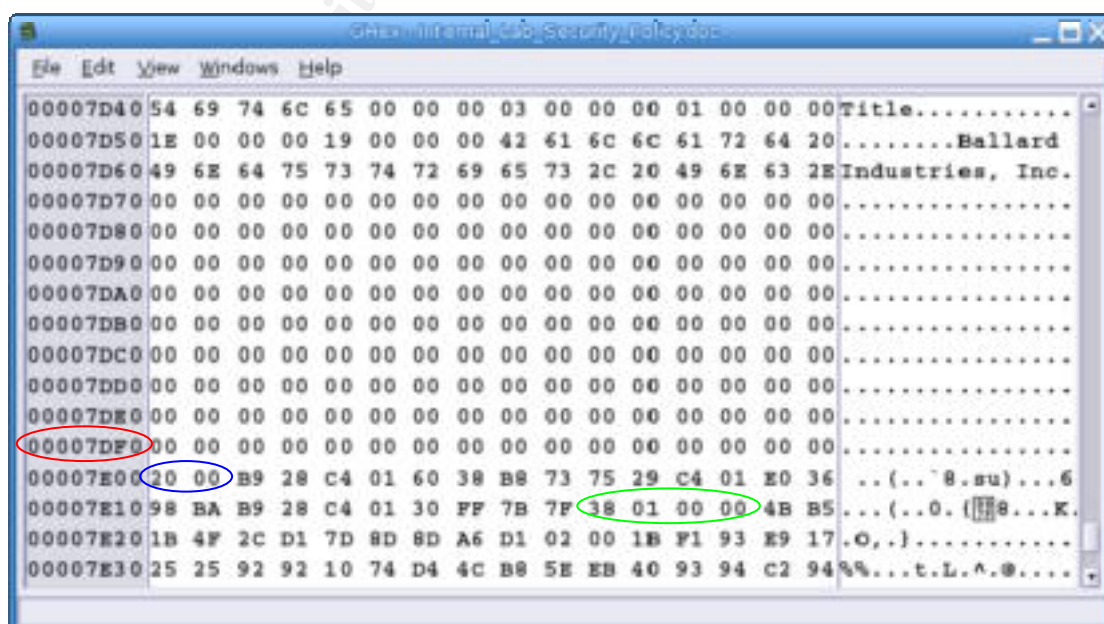 GHex - Internal_Lab_Security_Policy.doc
File Edit View Windows Help
00007D40 54 69 74 6C 65 00 00 00 03 00 00 00 01 00 00 00 Title...........
00007D50 1E 00 00 00 19 00 00 00 42 61 6C 6C 61 72 64 20 ........Ballard
00007D60 49 6E 64 75 73 74 72 69 65 73 2C 20 49 6E 63 2E Industries, Inc.
00007D70 00 00 00 00 00 00 00 00 00 00 00 00 00 00 00 00 ................
00007D80 00 00 00 00 00 00 00 00 00 00 00 00 00 00 00 00 ................
00007D90 00 00 00 00 00 00 00 00 00 00 00 00 00 00 00 00 ................
00007DA0 00 00 00 00 00 00 00 00 00 00 00 00 00 00 00 00 ................
00007DB0 00 00 00 00 00 00 00 00 00 00 00 00 00 00 00 00 ................
00007DC0 00 00 00 00 00 00 00 00 00 00 00 00 00 00 00 00 ................
00007DD0 00 00 00 00 00 00 00 00 00 00 00 00 00 00 00 00 ................
00007DE0 00 00 00 00 00 00 00 00 00 00 00 00 00 00 00 00 ................
00007DF0 00 00 00 00 00 00 00 00 00 00 00 00 00 00 00 00 ................
00007E00 20 00 B9 28 C4 01 60 38 B8 73 75 29 C4 01 E0 36 ..(..`8.su)...6
00007E10 98 BA B9 28 C4 01 30 FF 7B 7F 38 01 00 00 4B B5 ...(..0.{8...K.
00007E20 1B 4F 2C D1 7D 8D 8D A6 D1 02 00 1B F1 93 E9 17 .O,.}...........
00007E30 25 25 92 92 10 74 D4 4C B8 5E EB 40 93 94 C2 94 %%...t.L.^.@....